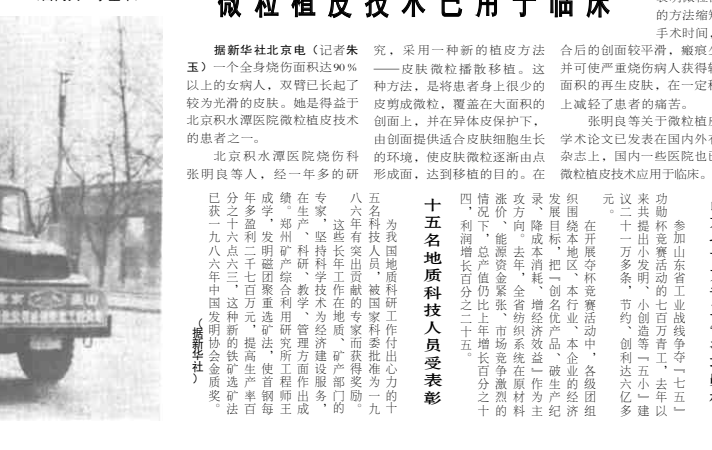 微粒植皮技术已用于临床
据新华社北京电（记者朱
玉）一个全身烧伤面积达90%
以上的女病人，双臂已长起了
较为光滑的皮肤。她是得益于
北京积水潭医院微粒植皮技术
的患者之一。
北京积水潭医院烧伤科
张明良等人，经一年多的研
究，采用一种新的植皮方法
——皮肤微粒播散移植。这
种方法，是将患者身上很少的
皮剪成微粒，覆盖在大面积的
创面上，并在异体皮保护下，
由创面提供适合皮肤细胞生长
的环境，使皮肤微粒逐渐由点
形成面，达到移植的目的。在
合后的创面较平滑，瘢痕
并可使严重烧伤病人获得较
面积的再生皮肤，在一定
上减轻了患者的痛苦。
张明良等关于微粒植皮
学术论文已发表在国内外有
杂志上，国内一些医院也已
微粒植皮技术应用于临床。
的方法缩短
手术时间，
参加山东省工业战线争夺「七五」
功勋杯竞赛活动的七百万青工，去年以
来共提出小发明、小创造等「五小」建
议二十一万多条，节约、创利达六亿多
元。
在开展夺杯竞赛活动中，各级团组
织围绕本地区、本行业、本企业的经济
发展目标，把「创名优产品、破生产纪
录、降成本消耗、增经济效益」作为主
攻方向。去年，全省纺织系统在原材料
涨价、能源资金紧张、市场竞争激烈的
情况下，总产值仍比上年增长百分之十
四，利润增长百分之二十五。
十五名地质科技人员受表彰
为我国地质科研工作付出心力的十
五名科技人员，被国家科委批准为一九
八六年有突出贡献的专家而获得奖励。
这些长年工作在地质、矿产部门的
专家，坚持科学技术为经济建设服务，
在生产、科研、教学、管理方面作出成
绩。郑州矿产综合利用研究所工程师王
成学，发明磁团聚重选矿法，使首钢每
年多盈利二千七百万元，提高生产率百
分之十六点六三，这种新的铁矿选矿法
已获一九八六年中国发明协会金质奖。
（据新华社）